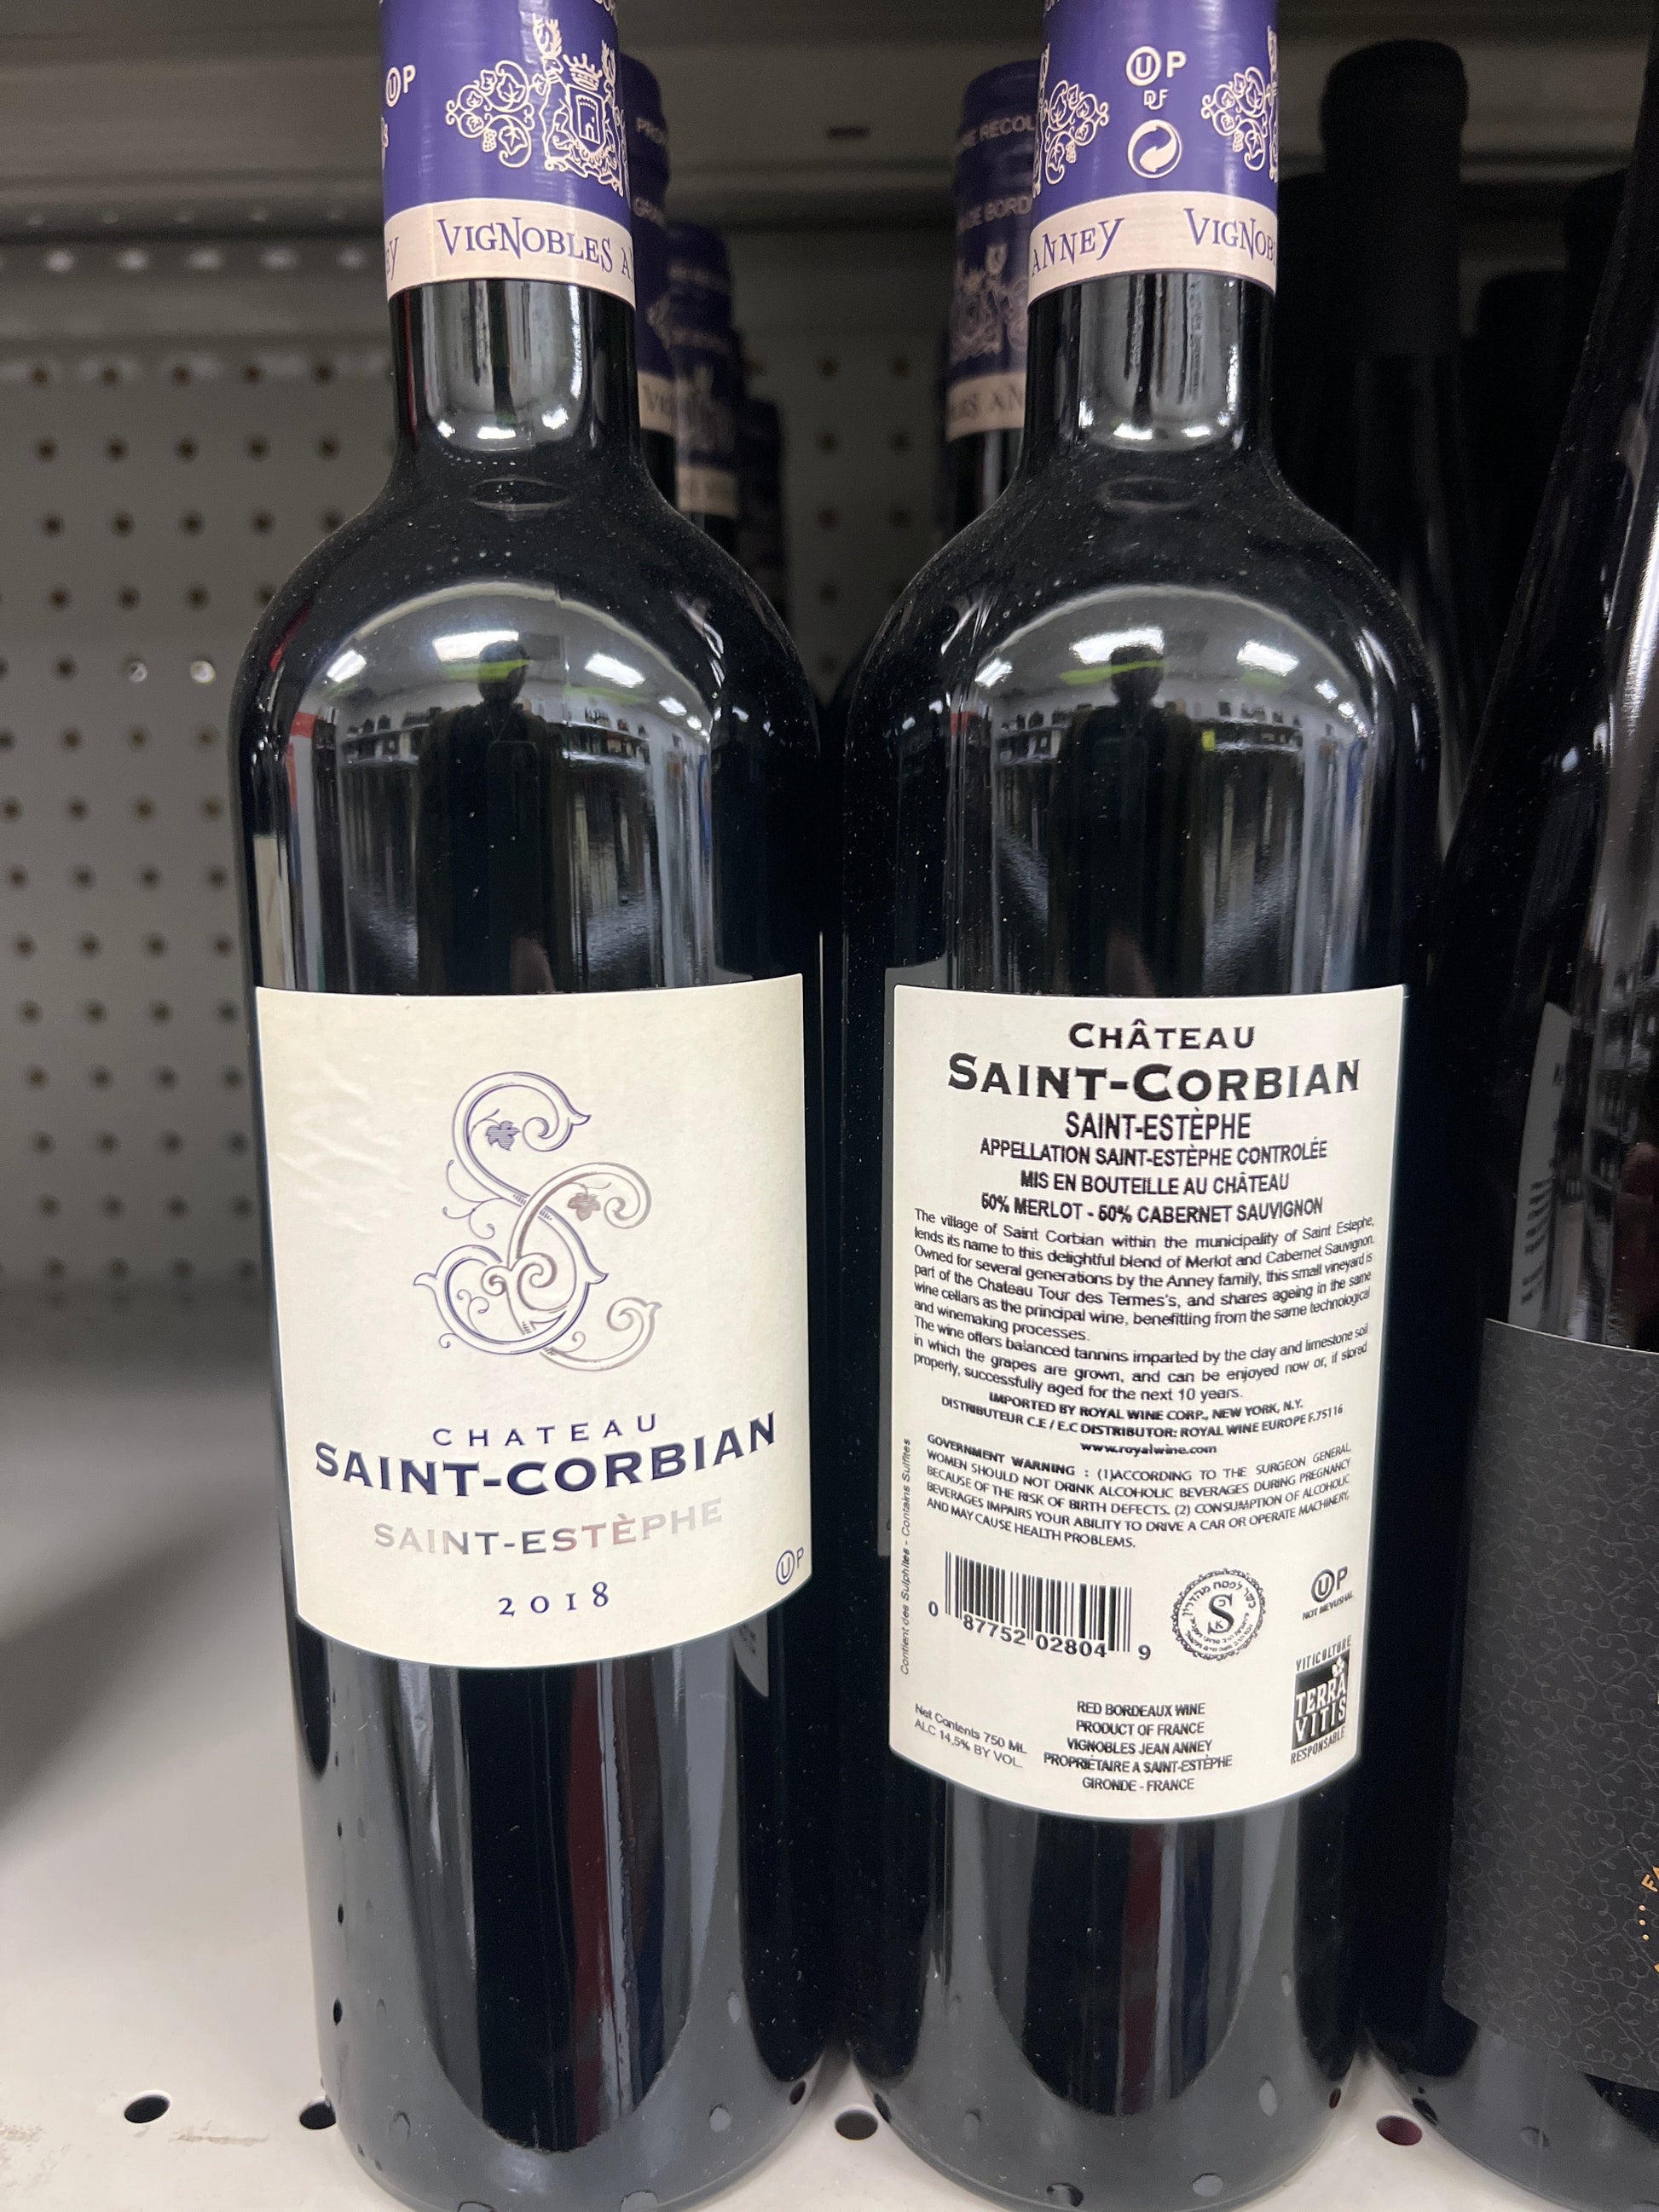 ⓊP
VIGNOBLES
CHATEAU
SAINT-CORBIAN
SAINT-ESTÈPHE
2018
ⓊP
ⓊP
DF
ANNEY VIGNOB
CHÂTEAU
SAINT-CORBIAN
SAINT-ESTÈPHE
APPELLATION SAINT-ESTÈPHE CONTROLÉE
MIS EN BOUTEILLE AU CHÂTEAU
50% MERLOT - 50% CABERNET SAUVIGNON
The village of Saint Corbian within the municipality of Saint Estephe,
lends its name to this delightful blend of Merlot and Cabernet Sauvignon.
Owned for several generations by the Anney family, this small vineyard is
part of the Chateau Tour des Termes's, and shares ageing in the same
wine cellars as the principal wine, benefitting from the same technological
and winemaking processes.
The wine offers balanced tannins imparted by the clay and limestone soil
in which the grapes are grown, and can be enjoyed now or, if stored
properly, successfully aged for the next 10 years.
IMPORTED BY ROYAL WINE CORP., NEW YORK, N.Y.
DISTRIBUTEUR C.E / E.C DISTRIBUTOR: ROYAL WINE EUROPE F.75116
www.royalwine.com
GOVERNMENT WARNING : (1)ACCORDING TO THE SURGEON GENERAL,
WOMEN SHOULD NOT DRINK ALCOHOLIC BEVERAGES DURING PREGNANCY
BECAUSE OF THE RISK OF BIRTH DEFECTS. (2) CONSUMPTION OF ALCOHOLIC
BEVERAGES IMPAIRS YOUR ABILITY TO DRIVE A CAR OR OPERATE MACHINERY,
AND MAY CAUSE HEALTH PROBLEMS.
Contient des Sulphites - Contains Sulfites
0 87752 02804 9
כשר לפסח מהדרין
ⓊP
NOT MEVUSHAL
VITICULTURE
TERRA
VITIS
RESPONSABLE
Net Contents 750 ML
ALC 14,5% BY VOL.
RED BORDEAUX WINE
PRODUCT OF FRANCE
VIGNOBLES JEAN ANNEY
PROPRIÉTAIRE A SAINT-ESTÈPHE
GIRONDE - FRANCE